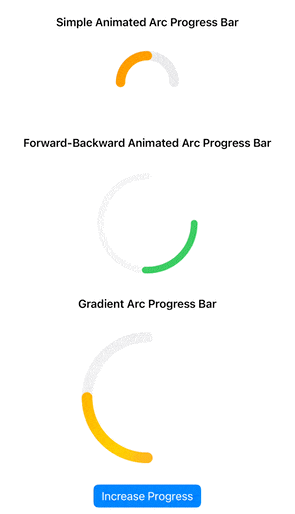 Simple Animated Arc Progress Bar
Forward-Backward Animated Arc Progress Bar
Gradient Arc Progress Bar
Increase Progress